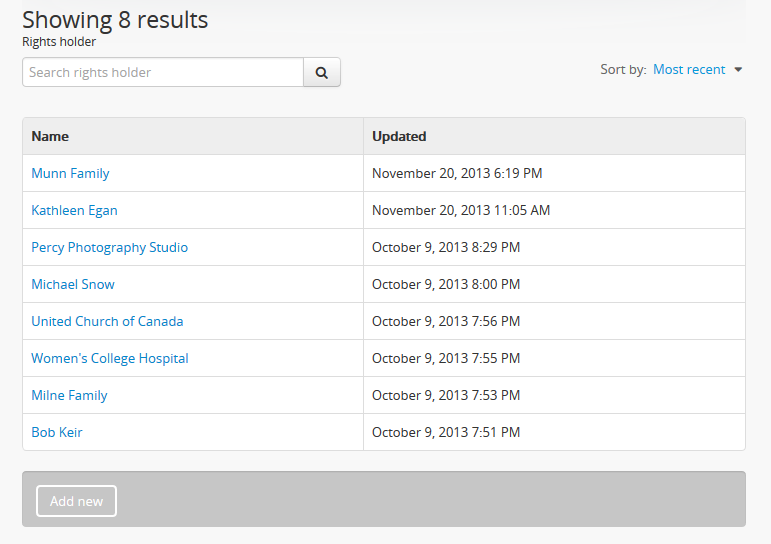 Showing 8 results
Rights holder
Search rights holder
Sort by: Most recent
Name Updated
Munn Family November 20, 2013 6:19 PM
Kathleen Egan November 20, 2013 11:05 AM
Percy Photography Studio October 9, 2013 8:29 PM
Michael Snow October 9, 2013 8:00 PM
United Church of Canada October 9, 2013 7:56 PM
Women's College Hospital October 9, 2013 7:55 PM
Milne Family October 9, 2013 7:53 PM
Bob Keir October 9, 2013 7:51 PM
Add new